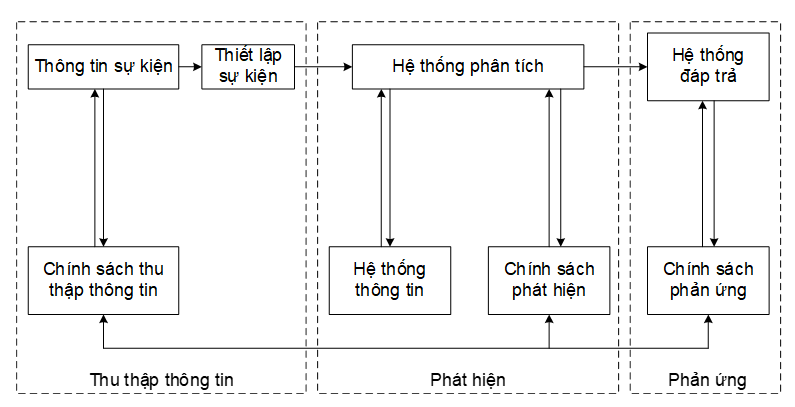 Thông tin sự kiện
Thiết lập
sự kiện
Hệ thống phân tích
Hệ thống
đáp trả
Chính sách thu
thập thông tin
Hệ thống
thông tin
Chính sách
phát hiện
Chính sách
phản ứng
Thu thập thông tin
Phát hiện
Phản ứng